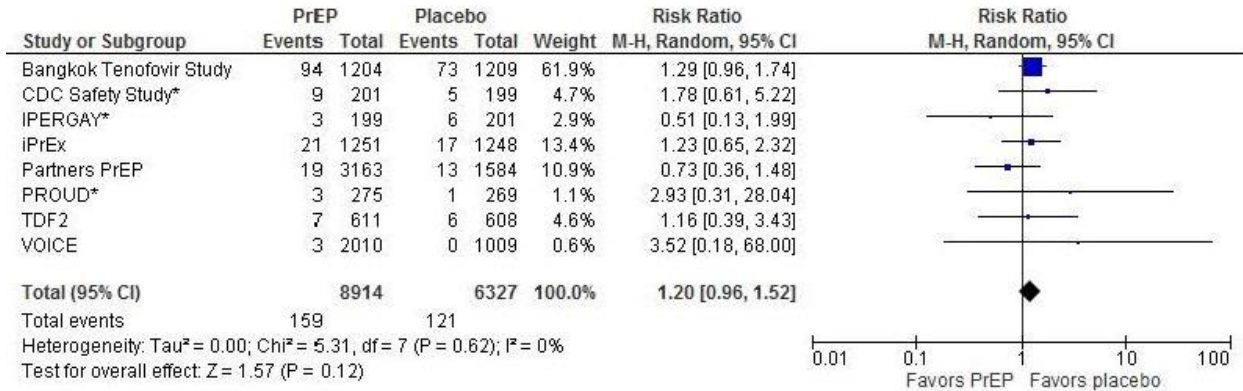 PrEP Placebo Risk Ratio Risk Ratio
Study or Subgroup Events Total Events Total Weight M-H, Random, 95% CI M-H, Random, 95% CI
Bangkok Tenofovir Study 94 1204 73 1209 61.9% 1.29 [0.96, 1.74]
CDC Safety Study* 9 201 5 199 4.7% 1.78 [0.61, 5.22]
IPERGAY* 3 199 6 201 2.9% 0.51 [0.13, 1.99]
iPrEx 21 1251 17 1248 13.4% 1.23 [0.65, 2.32]
Partners PrEP 19 3163 13 1584 10.9% 0.73 [0.36, 1.48]
PROUD* 3 275 1 269 1.1% 2.93 [0.31, 28.04]
TDF2 7 611 6 608 4.6% 1.16 [0.39, 3.43]
VOICE 3 2010 0 1009 0.6% 3.52 [0.18, 68.00]
Total (95% CI) 8914 6327 100.0% 1.20 [0.96, 1.52]
Total events 159 121
Heterogeneity: Tau² = 0.00; Chi² = 5.31, df = 7 (P = 0.62); I² = 0%
Test for overall effect: Z = 1.57 (P = 0.12)
0.01 0.1 1 10 100
Favors PrEP Favors placebo